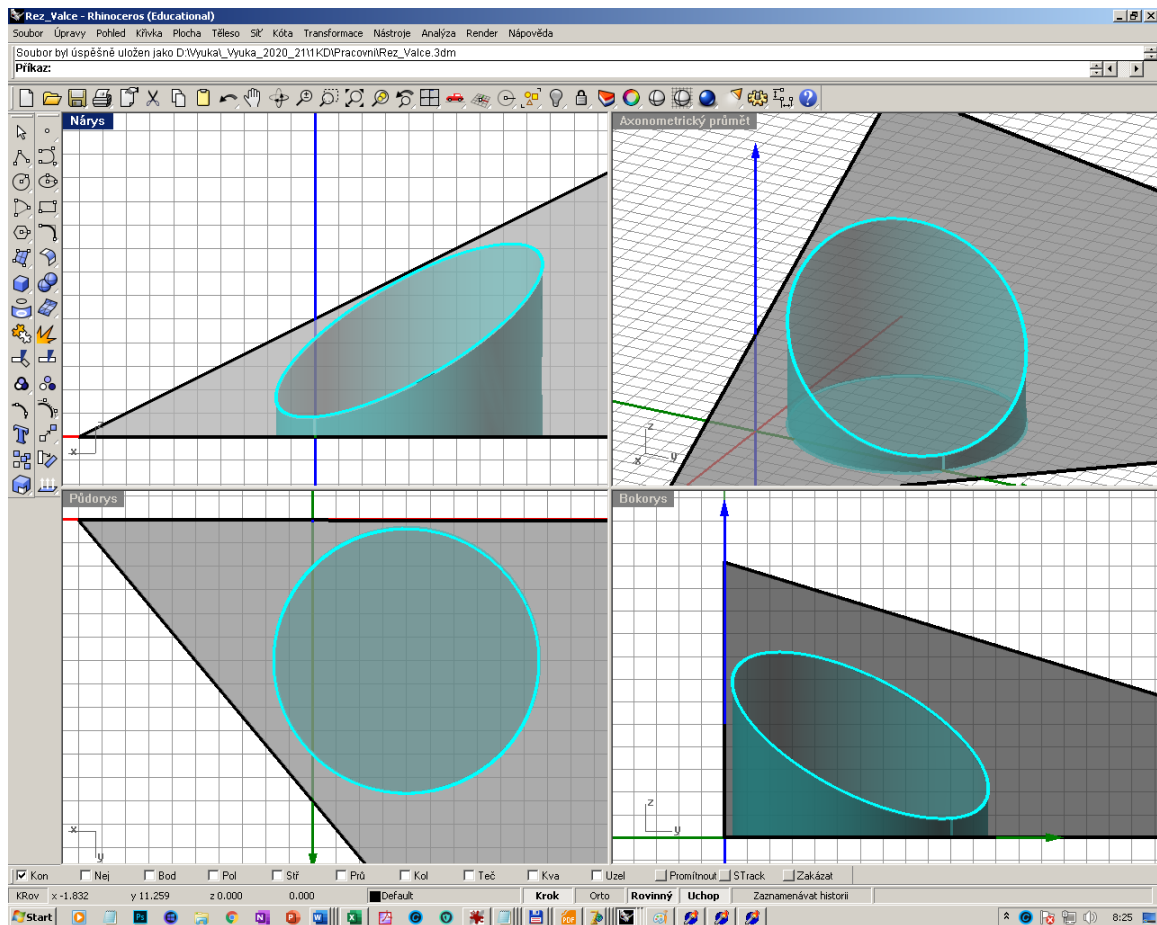 Rez_Valce - Rhinoceros (Educational)
Soubor Úpravy Pohled Křivka Plocha Těleso Síť Kóta Transformace Nástroje Analýza Render Nápověda
Soubor byl úspěšně uložen jako D:\Vyuka\_Vyuka_2020_21\1KD\Pracovni\Rez_Valce.3dm
Příkaz:
Nárys
Axonometrický průmět
x
z
x y
Půdorys
Bokorys
x
y
z
y
Kon Nej Bod Pol Stř Prů Kol Teč Kva Uzel Promítnout STrack Zakázat
KRov x -1.832 y 11.259 z 0.000 0.000 Default Krok Orto Rovinný Uchop Zaznamenávat historii
Start 8:25